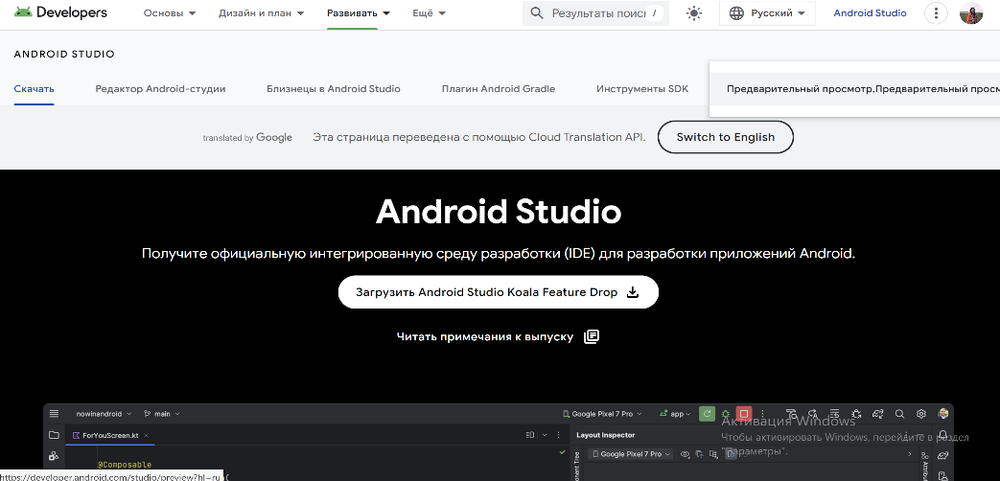 Developers Основы Дизайн и план Развивать Ещё Результаты поиск / Русский Android Studio
ANDROID STUDIO
Скачать Редактор Android-студии Близнецы в Android Studio Плагин Android Gradle Инструменты SDK Предварительный просмотр,Предварительный просм
translated by Google Эта страница переведена с помощью Cloud Translation API. Switch to English
Android Studio
Получите официальную интегрированную среду разработки (IDE) для разработки приложений Android.
Загрузить Android Studio Koala Feature Drop
Читать примечания к выпуску
nowinandroid main Google Pixel 7 Pro app
Активация Windows
ForYouScreen.kt × Layout Inspector
Чтобы активировать Windows, перейдите в раздел
"Параметры".
Google Pixel 7 Pro
@Composable
https://developer.android.com/studio/preview?hl=ru